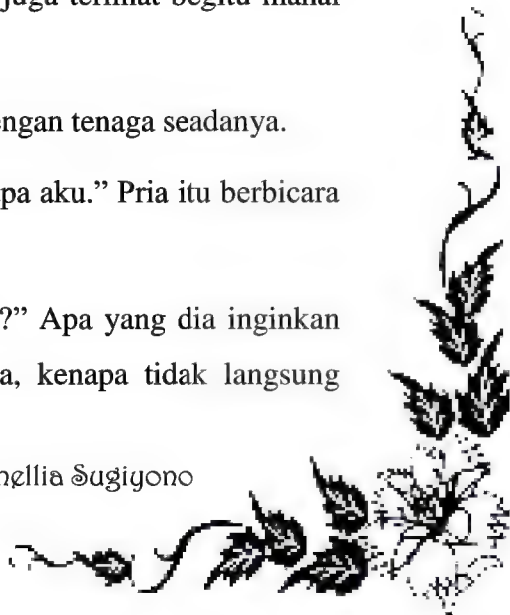 juga terlihat begitu mahal
engan tenaga seadanya.
pa aku.” Pria itu berbicara
?” Apa yang dia inginkan
a, kenapa tidak langsung
nellia Sugiyono